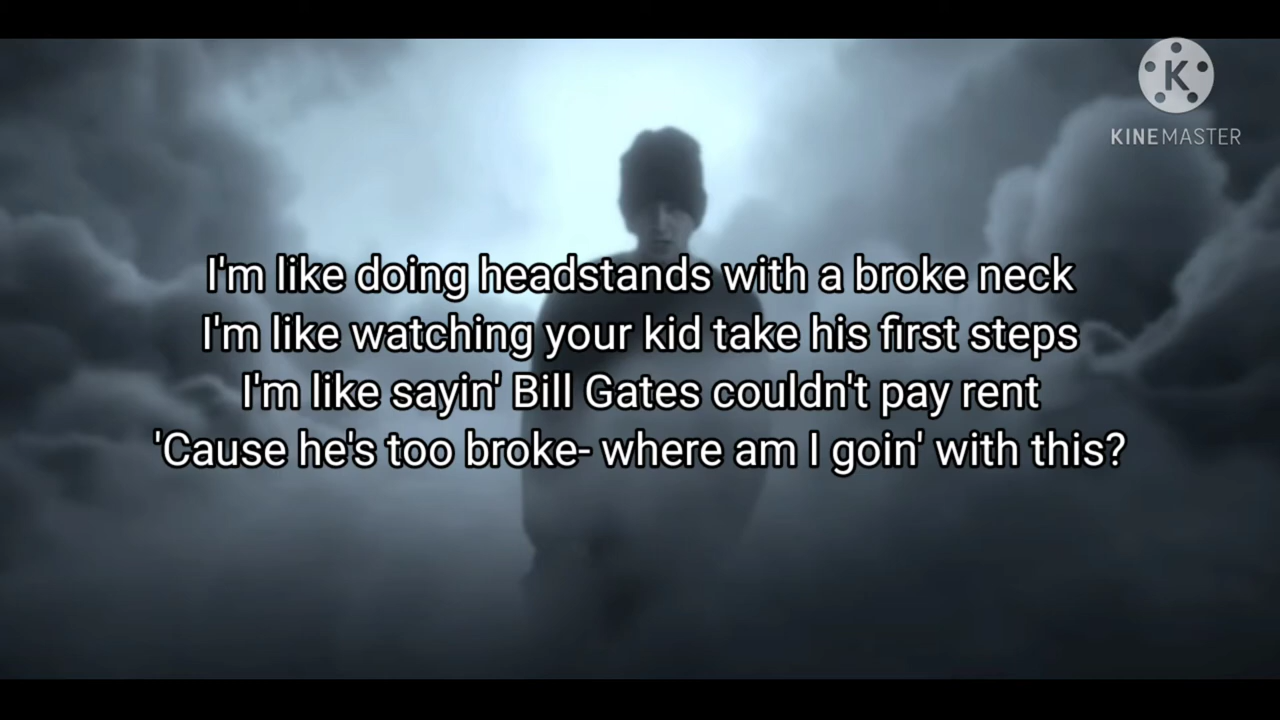 K
KINEMASTER
I'm like doing headstands with a broke neck
I'm like watching your kid take his first steps
I'm like sayin' Bill Gates couldn't pay rent
'Cause he's too broke- where am I goin' with this?